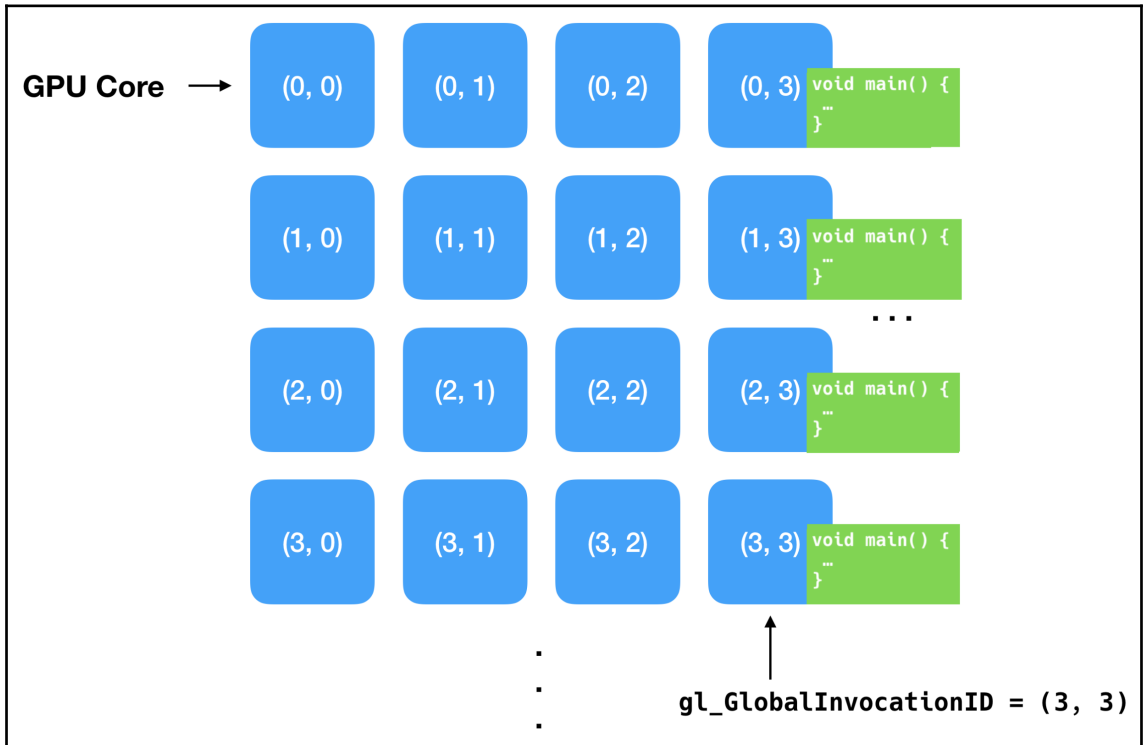 GPU Core
(0, 0) (0, 1) (0, 2) (0, 3)
void main() {
…
}
(1, 0) (1, 1) (1, 2) (1, 3)
void main() {
…
}
. . .
(2, 0) (2, 1) (2, 2) (2, 3)
void main() {
…
}
(3, 0) (3, 1) (3, 2) (3, 3)
void main() {
…
}
.
.
.
gl_GlobalInvocationID = (3, 3)